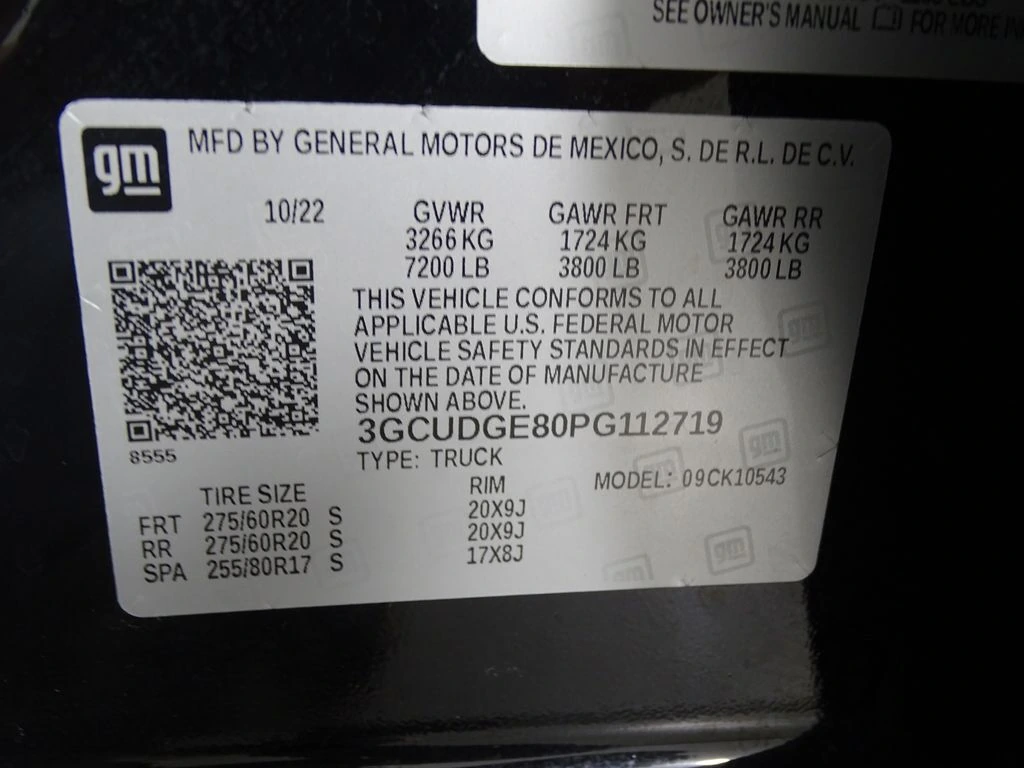 SEE OWNER'S MANUAL FOR MORE
gm MFD BY GENERAL MOTORS DE MEXICO, S. DE R.L. DE C.V.
10/22 GVWR GAWR FRT GAWR RR
3266 KG 1724 KG 1724 KG
7200 LB 3800 LB 3800 LB
THIS VEHICLE CONFORMS TO ALL
APPLICABLE U.S. FEDERAL MOTOR
VEHICLE SAFETY STANDARDS IN EFFECT
ON THE DATE OF MANUFACTURE
SHOWN ABOVE.
3GCUDGE80PG112719
8555 TYPE: TRUCK
MODEL: 09CK10543
TIRE SIZE RIM
FRT 275/60R20 S 20X9J
RR 275/60R20 S 20X9J
SPA 255/80R17 S 17X8J